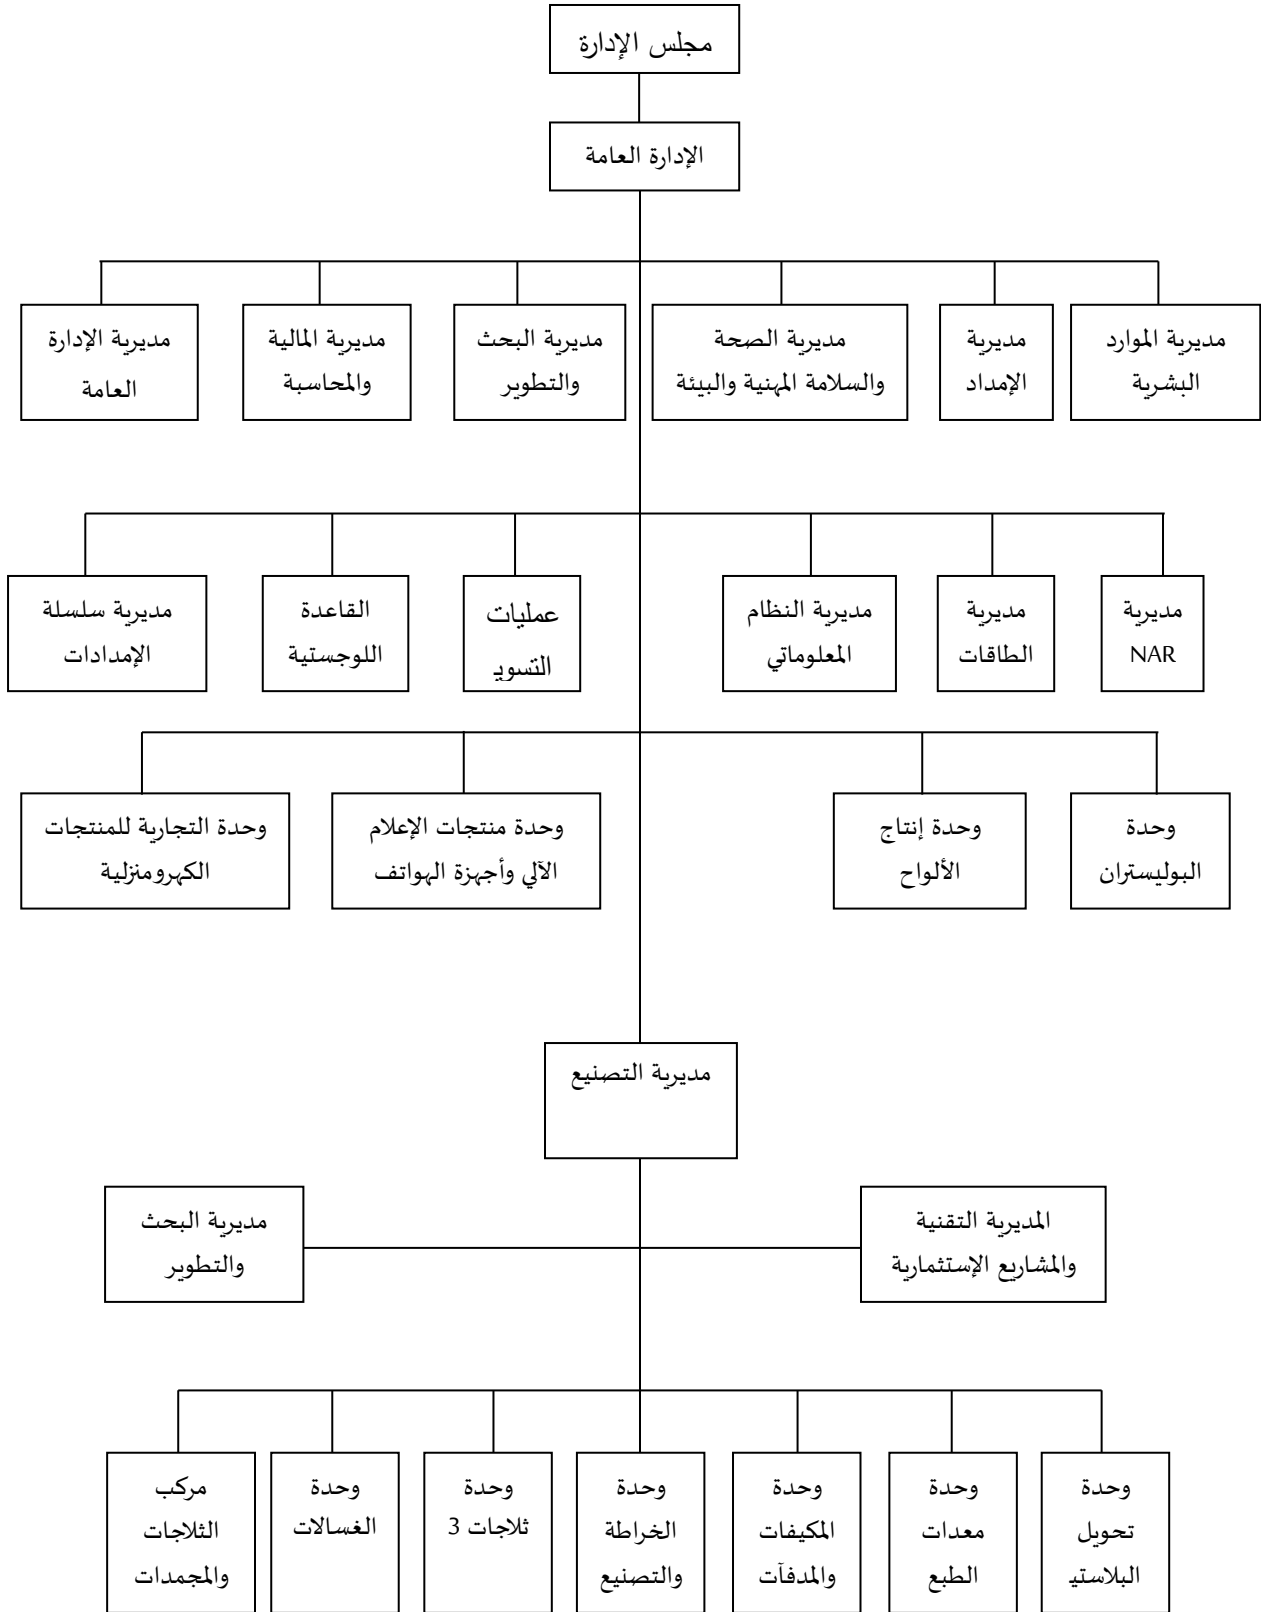 مجلس الإدارة
الإدارة العامة
مديرية الموارد
البشرية
مديرية
الإمداد
مديرية الصحة
والسلامة المهنية والبيئة
مديرية البحث
والتطوير
مديرية المالية
والمحاسبة
مديرية الإدارة
العامة
مديرية
NAR
مديرية
الطاقات
مديرية النظام
المعلوماتي
عمليات
التسويـ
القاعدة
اللوجستية
مديرية سلسلة
الإمدادات
وحدة
البوليستران
وحدة إنتاج
الألواح
وحدة منتجات الإعلام
الآلي وأجهزة الهواتف
وحدة التجارية للمنتجات
الكهرومنزلية
مديرية التصنيع
المديرية التقنية
والمشاريع الإستثمارية
مديرية البحث
والتطوير
وحدة
تحويل
البلاستيـ
وحدة
معدات
الطبع
وحدة
المكيفات
والمدفآت
وحدة
الخراطة
والتصنيع
وحدة
ثلاجات 3
وحدة
الغسالات
مركب
الثلاجات
والمجمدات